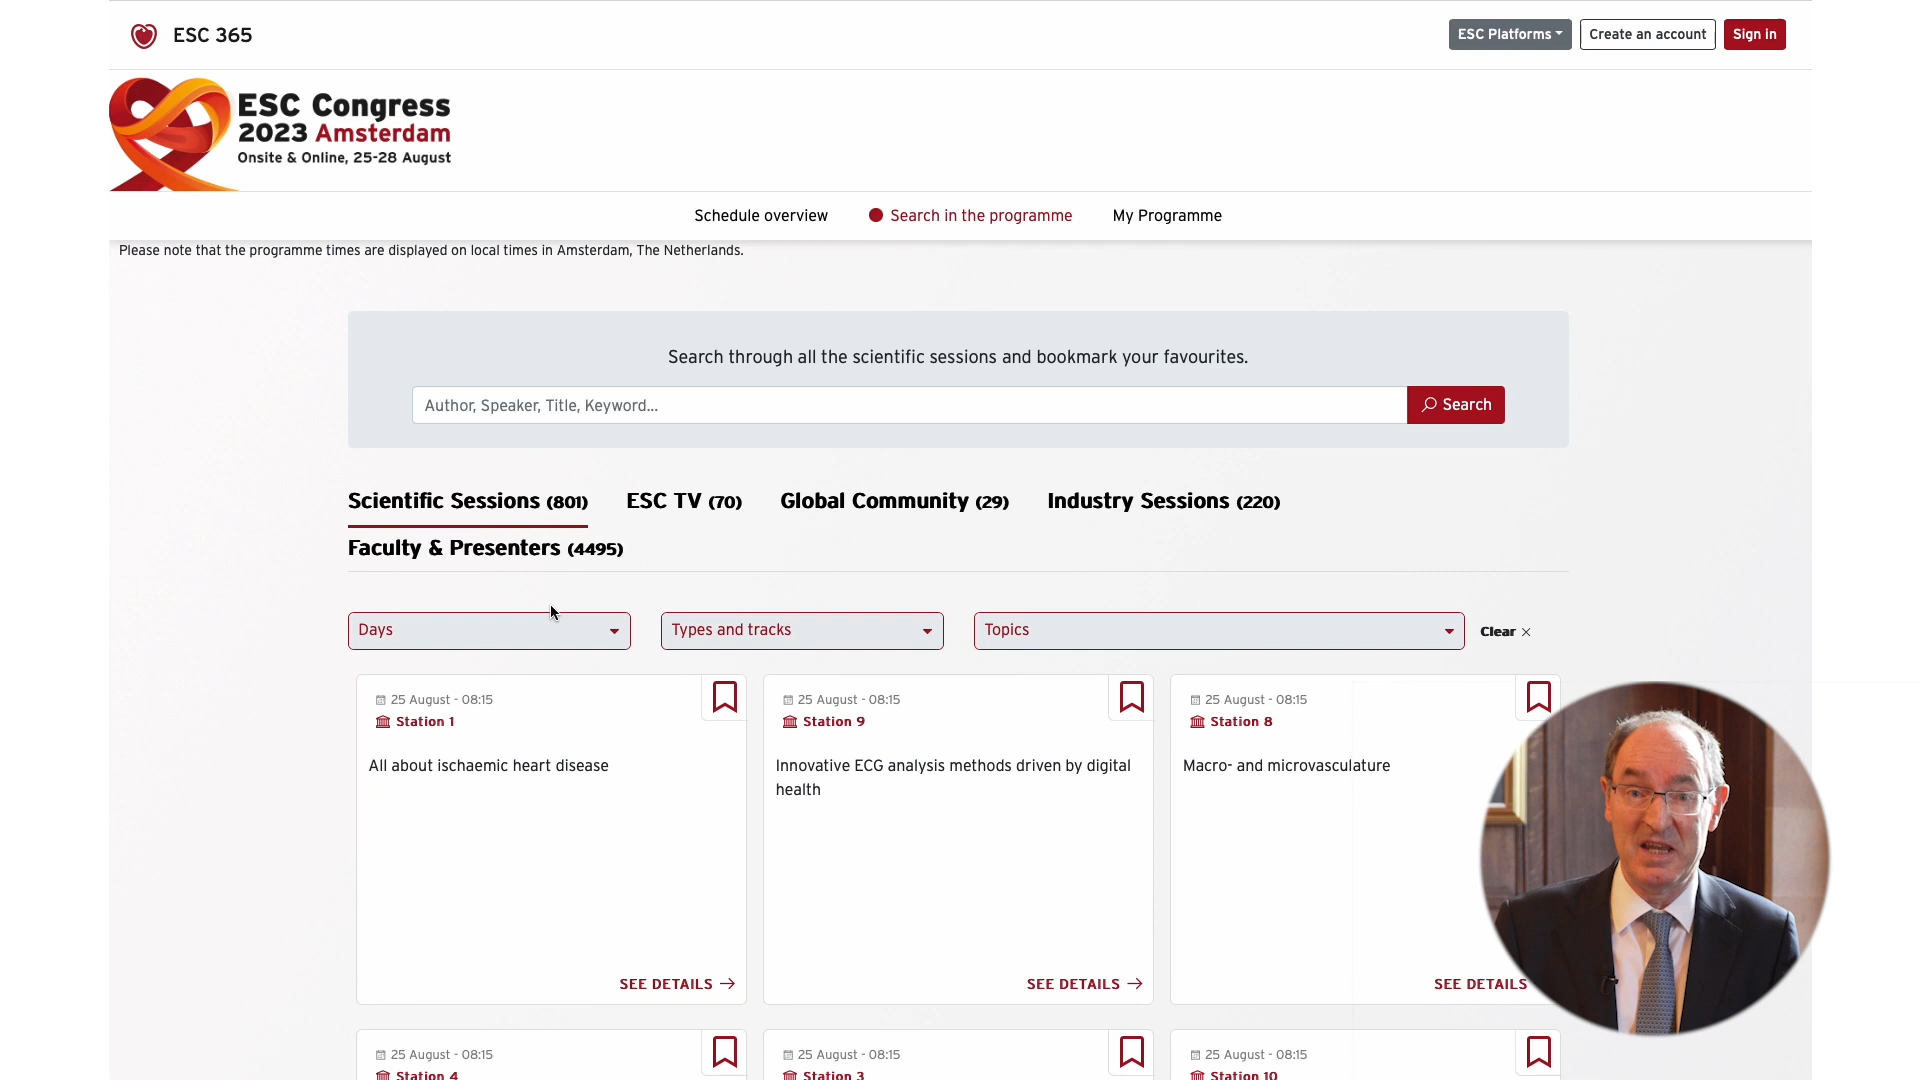 ESC 365
ESC Platforms
Create an account
Sign in
ESC Congress
2023 Amsterdam
Onsite & Online, 25-28 August
Schedule overview
Search in the programme
My Programme
Please note that the programme times are displayed on local times in Amsterdam, The Netherlands.
Search through all the scientific sessions and bookmark your favourites.
Author, Speaker, Title, Keyword...
Search
Scientific Sessions (801)
ESC TV (70)
Global Community (29)
Industry Sessions (220)
Faculty & Presenters (4495)
Days
Types and tracks
Topics
Clear
25 August - 08:15
Station 1
All about ischaemic heart disease
SEE DETAILS
25 August - 08:15
Station 9
Innovative ECG analysis methods driven by digital
health
SEE DETAILS
25 August - 08:15
Station 8
Macro- and microvasculature
SEE DETAILS
25 August - 08:15
Station 4
25 August - 08:15
Station 3
25 August - 08:15
Station 10